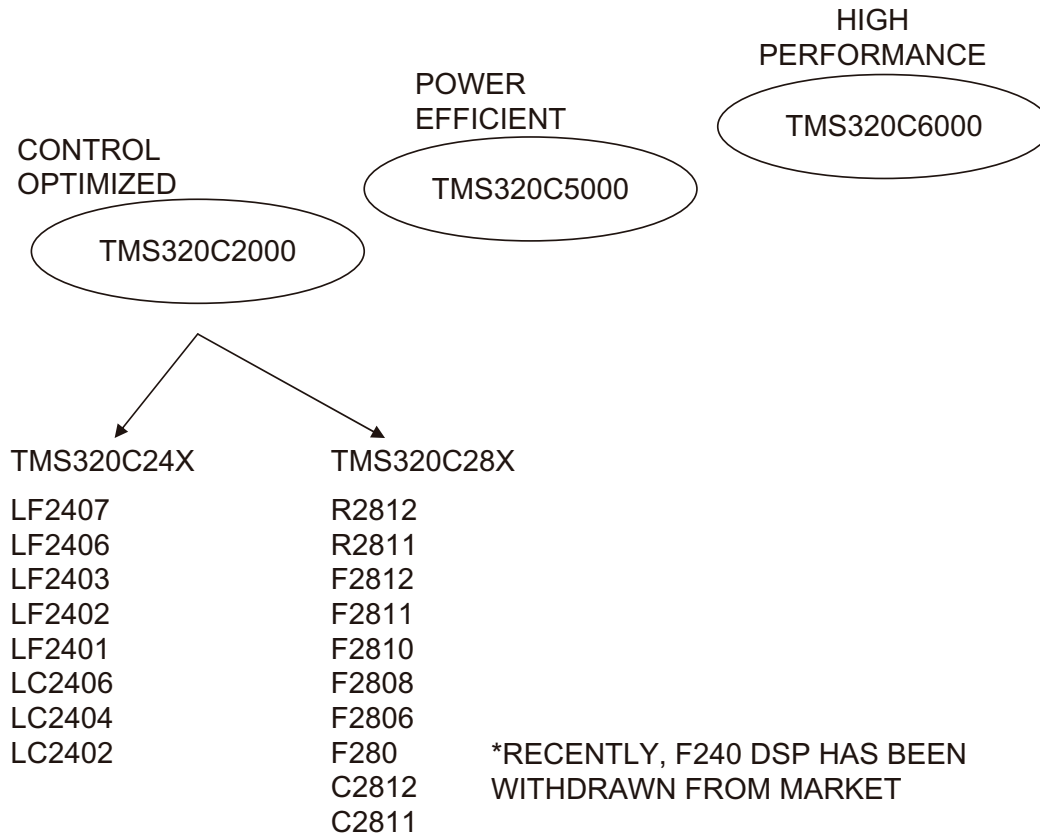 HIGH
PERFORMANCE
TMS320C6000
POWER
EFFICIENT
TMS320C5000
CONTROL
OPTIMIZED
TMS320C2000
TMS320C24X
LF2407
LF2406
LF2403
LF2402
LF2401
LC2406
LC2404
LC2402
TMS320C28X
R2812
R2811
F2812
F2811
F2810
F2808
F2806
F280
C2812
C2811
*RECENTLY, F240 DSP HAS BEEN
WITHDRAWN FROM MARKET